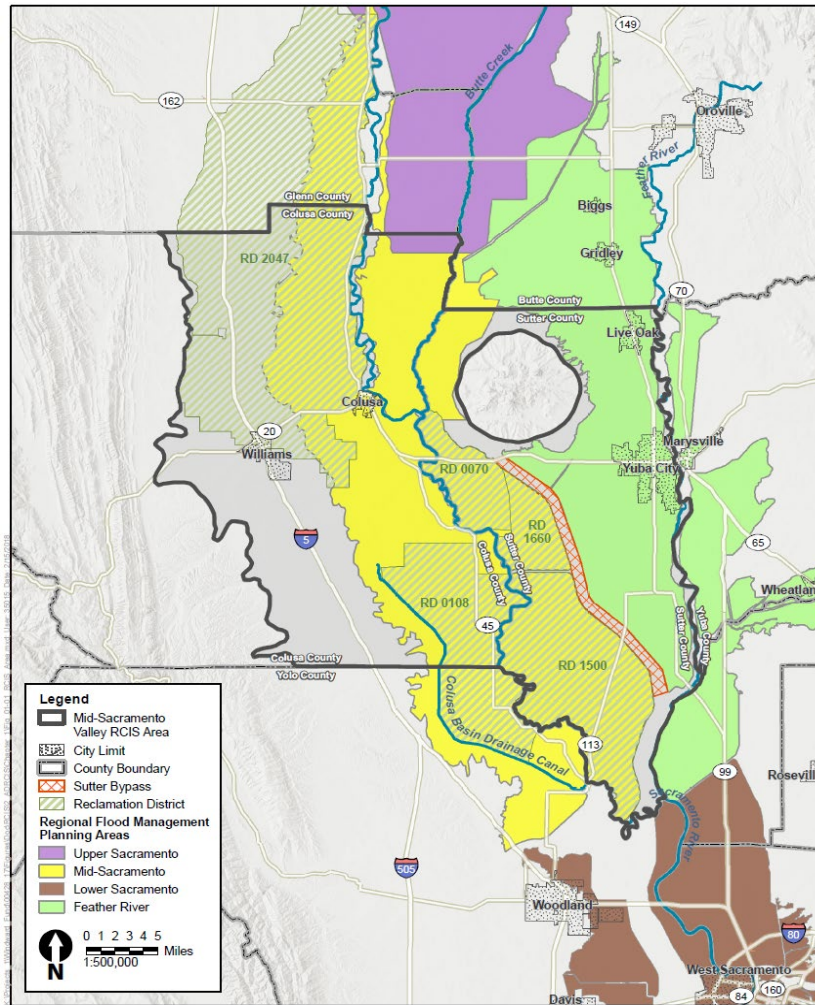 149
162
Butte Creek
Oroville
Feather River
Glenn County
Colusa County
Biggs
RD 2047
Gridley
70
Butte County
Sutter County
Live Oak
Colusa
20
Williams
Marysville
Yuba City
RD 0070
RD
1660
5
65
Colusa County
Sutter County
Wheatland
RD 0108
45
Sutter County
Yuba County
Colusa County
Yolo County
RD 1500
Colusa Basin Drainage Canal
113
99
Roseville
Sacramento River
505
Woodland
80
West Sacramento
Davis
84
160
Legend
Mid-Sacramento
Valley RCIS Area
City Limit
County Boundary
Sutter Bypass
Reclamation District
Regional Flood Management
Planning Areas
Upper Sacramento
Mid-Sacramento
Lower Sacramento
Feather River
N
0 1 2 3 4 5
Miles
1:500,000